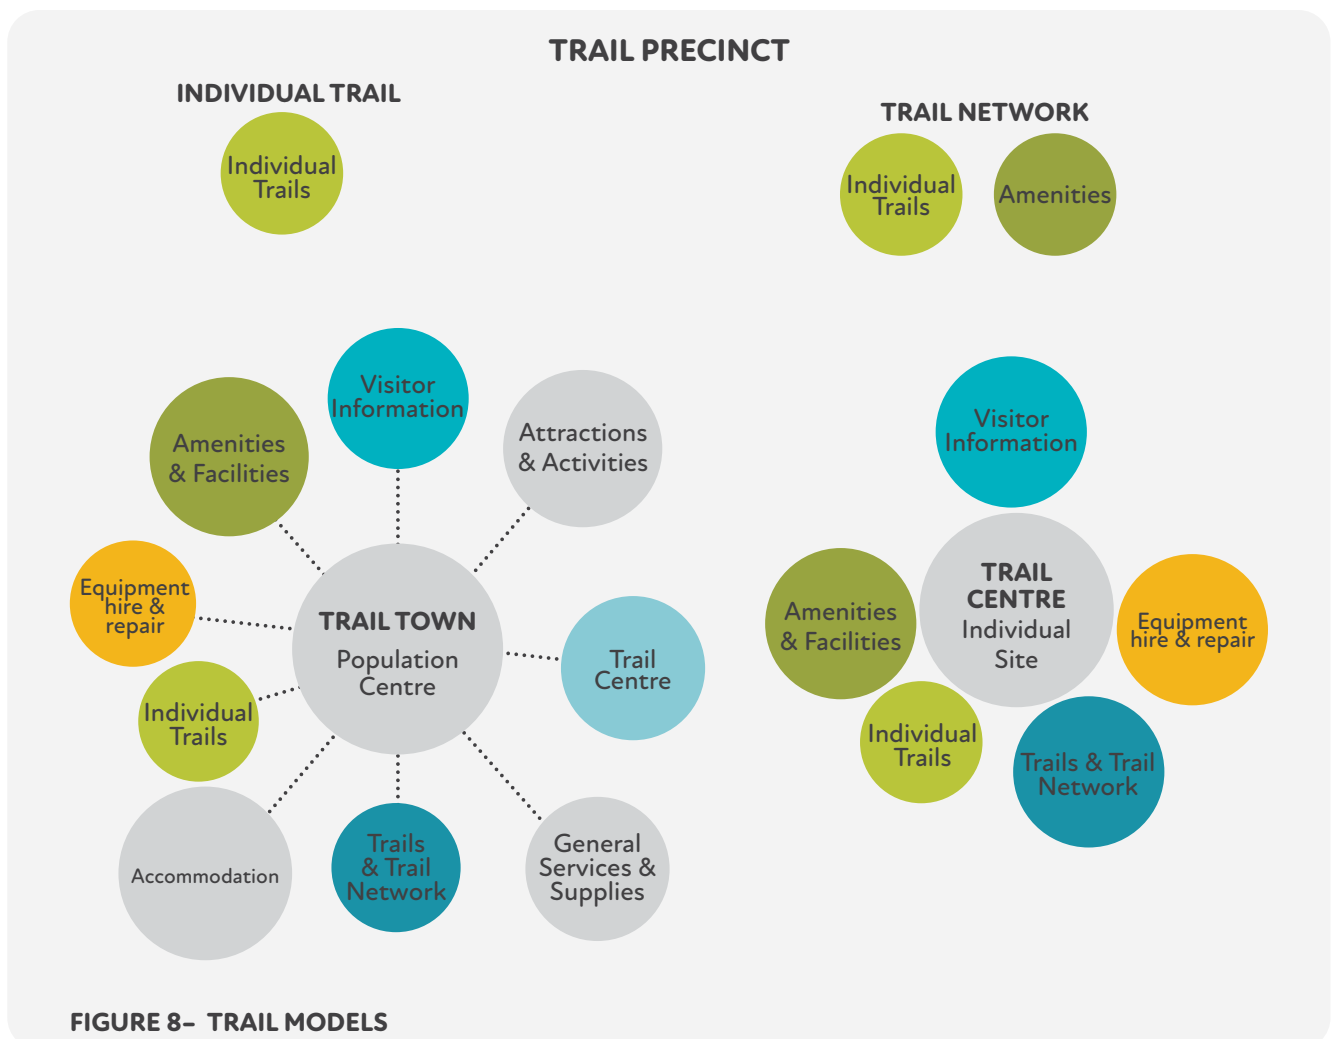 TRAIL PRECINCT
INDIVIDUAL TRAIL
Individual
Trails
TRAIL NETWORK
Individual
Trails
Amenities
Visitor
Information
Amenities
& Facilities
Attractions
& Activities
Equipment
hire &
repair
TRAIL TOWN
Population
Centre
Trail
Centre
Individual
Trails
Accommodation
Trails
& Trail
Network
General
Services &
Supplies
Visitor
Information
TRAIL
CENTRE
Individual
Site
Amenities
& Facilities
Equipment
hire & repair
Individual
Trails
Trails & Trail
Network
FIGURE 8– TRAIL MODELS